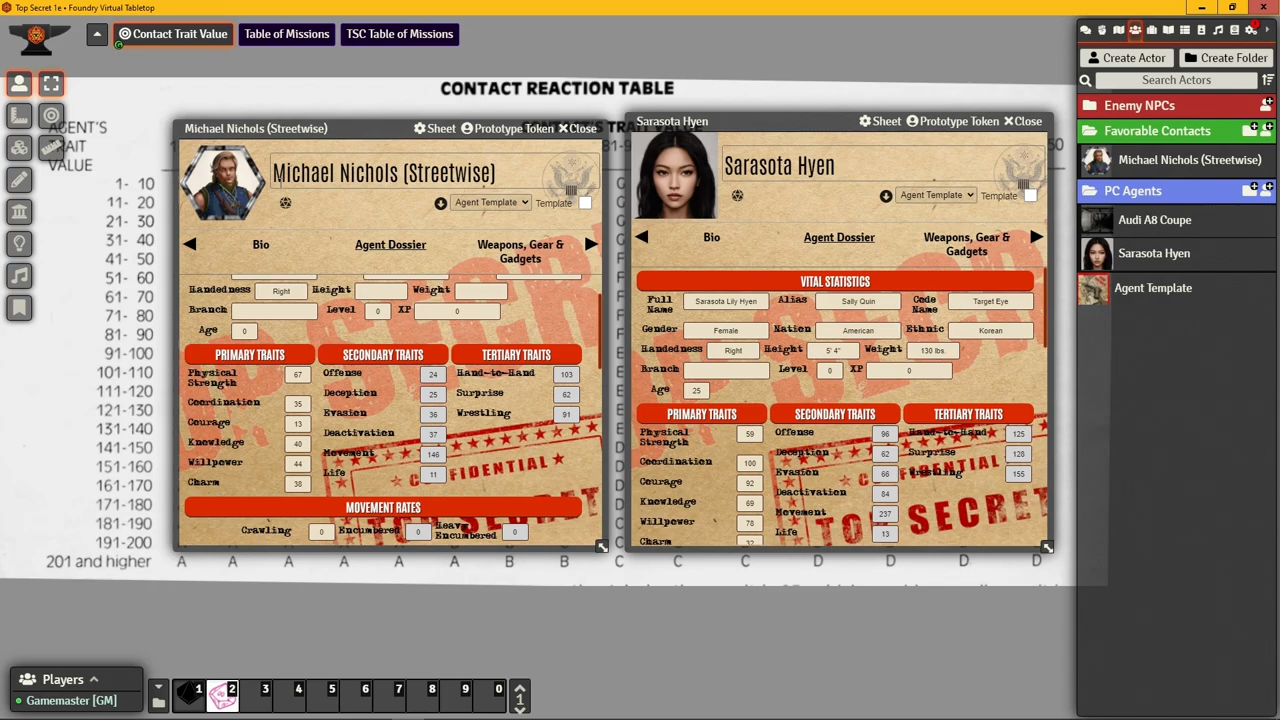 Top Secret 1e • Foundry Virtual Tabletop
Contact Trait Value
Table of Missions
TSC Table of Missions
CONTACT REACTION TABLE
AGENT'S
TRAIT
VALUE
1- 10
11- 20
21- 30
31- 40
41- 50
51- 60
61- 70
71- 80
81- 90
91-100
101-110
111-120
121-130
131-140
141-150
151-160
161-170
171-180
181-190
191-200
201 and higher A A A A A B B C C C D D D D
Michael Nichols (Streetwise)
Sheet Prototype Token Close
Michael Nichols (Streetwise)
Agent Template
Template
Bio
Agent Dossier
Weapons, Gear &
Gadgets
Handedness Right Height Weight
Branch Level 0 XP 0
Age 0
PRIMARY TRAITS SECONDARY TRAITS TERTIARY TRAITS
Physical
Strength 67 Offense 24 Hand-to-Hand 103
Deception 25 Surprise 62
Coordination 35
Evasion 36 Wrestling 91
Courage 13
Deactivation 37
Knowledge 40
Movement 146
Willpower 44
Life 11
Charm 38
CONFIDENTIAL
MOVEMENT RATES
Crawling 0 Encumbered 0 Heavy
Encumbered 0
Sarasota Hyen
Sheet Prototype Token Close
Sarasota Hyen
Agent Template
Template
Bio
Agent Dossier
Weapons, Gear &
Gadgets
VITAL STATISTICS
Full
Name Sarasota Lily Hyen Alias Sally Quin Code
Name Target Eye
Gender Female Nation American Ethnic Korean
Handedness Right Height 5' 4" Weight 130 lbs.
Branch Level 0 XP 0
Age 25
PRIMARY TRAITS SECONDARY TRAITS TERTIARY TRAITS
Physical
Strength 59 Offense 96 Hand-to-Hand 125
Deception 62 Surprise 128
Coordination 100
Evasion 66 Wrestling 155
Courage 92
Deactivation 84
Knowledge 69
Movement 237
Willpower 78
Life 13
Charm 32
TOP SECRET
50
Create Actor
Create Folder
Search Actors
Enemy NPCs
Favorable Contacts
Michael Nichols (Streetwise)
PC Agents
Audi A8 Coupe
Sarasota Hyen
Agent Template
Players
Gamemaster [GM]
1 2 3 4 5 6 7 8 9 0
1